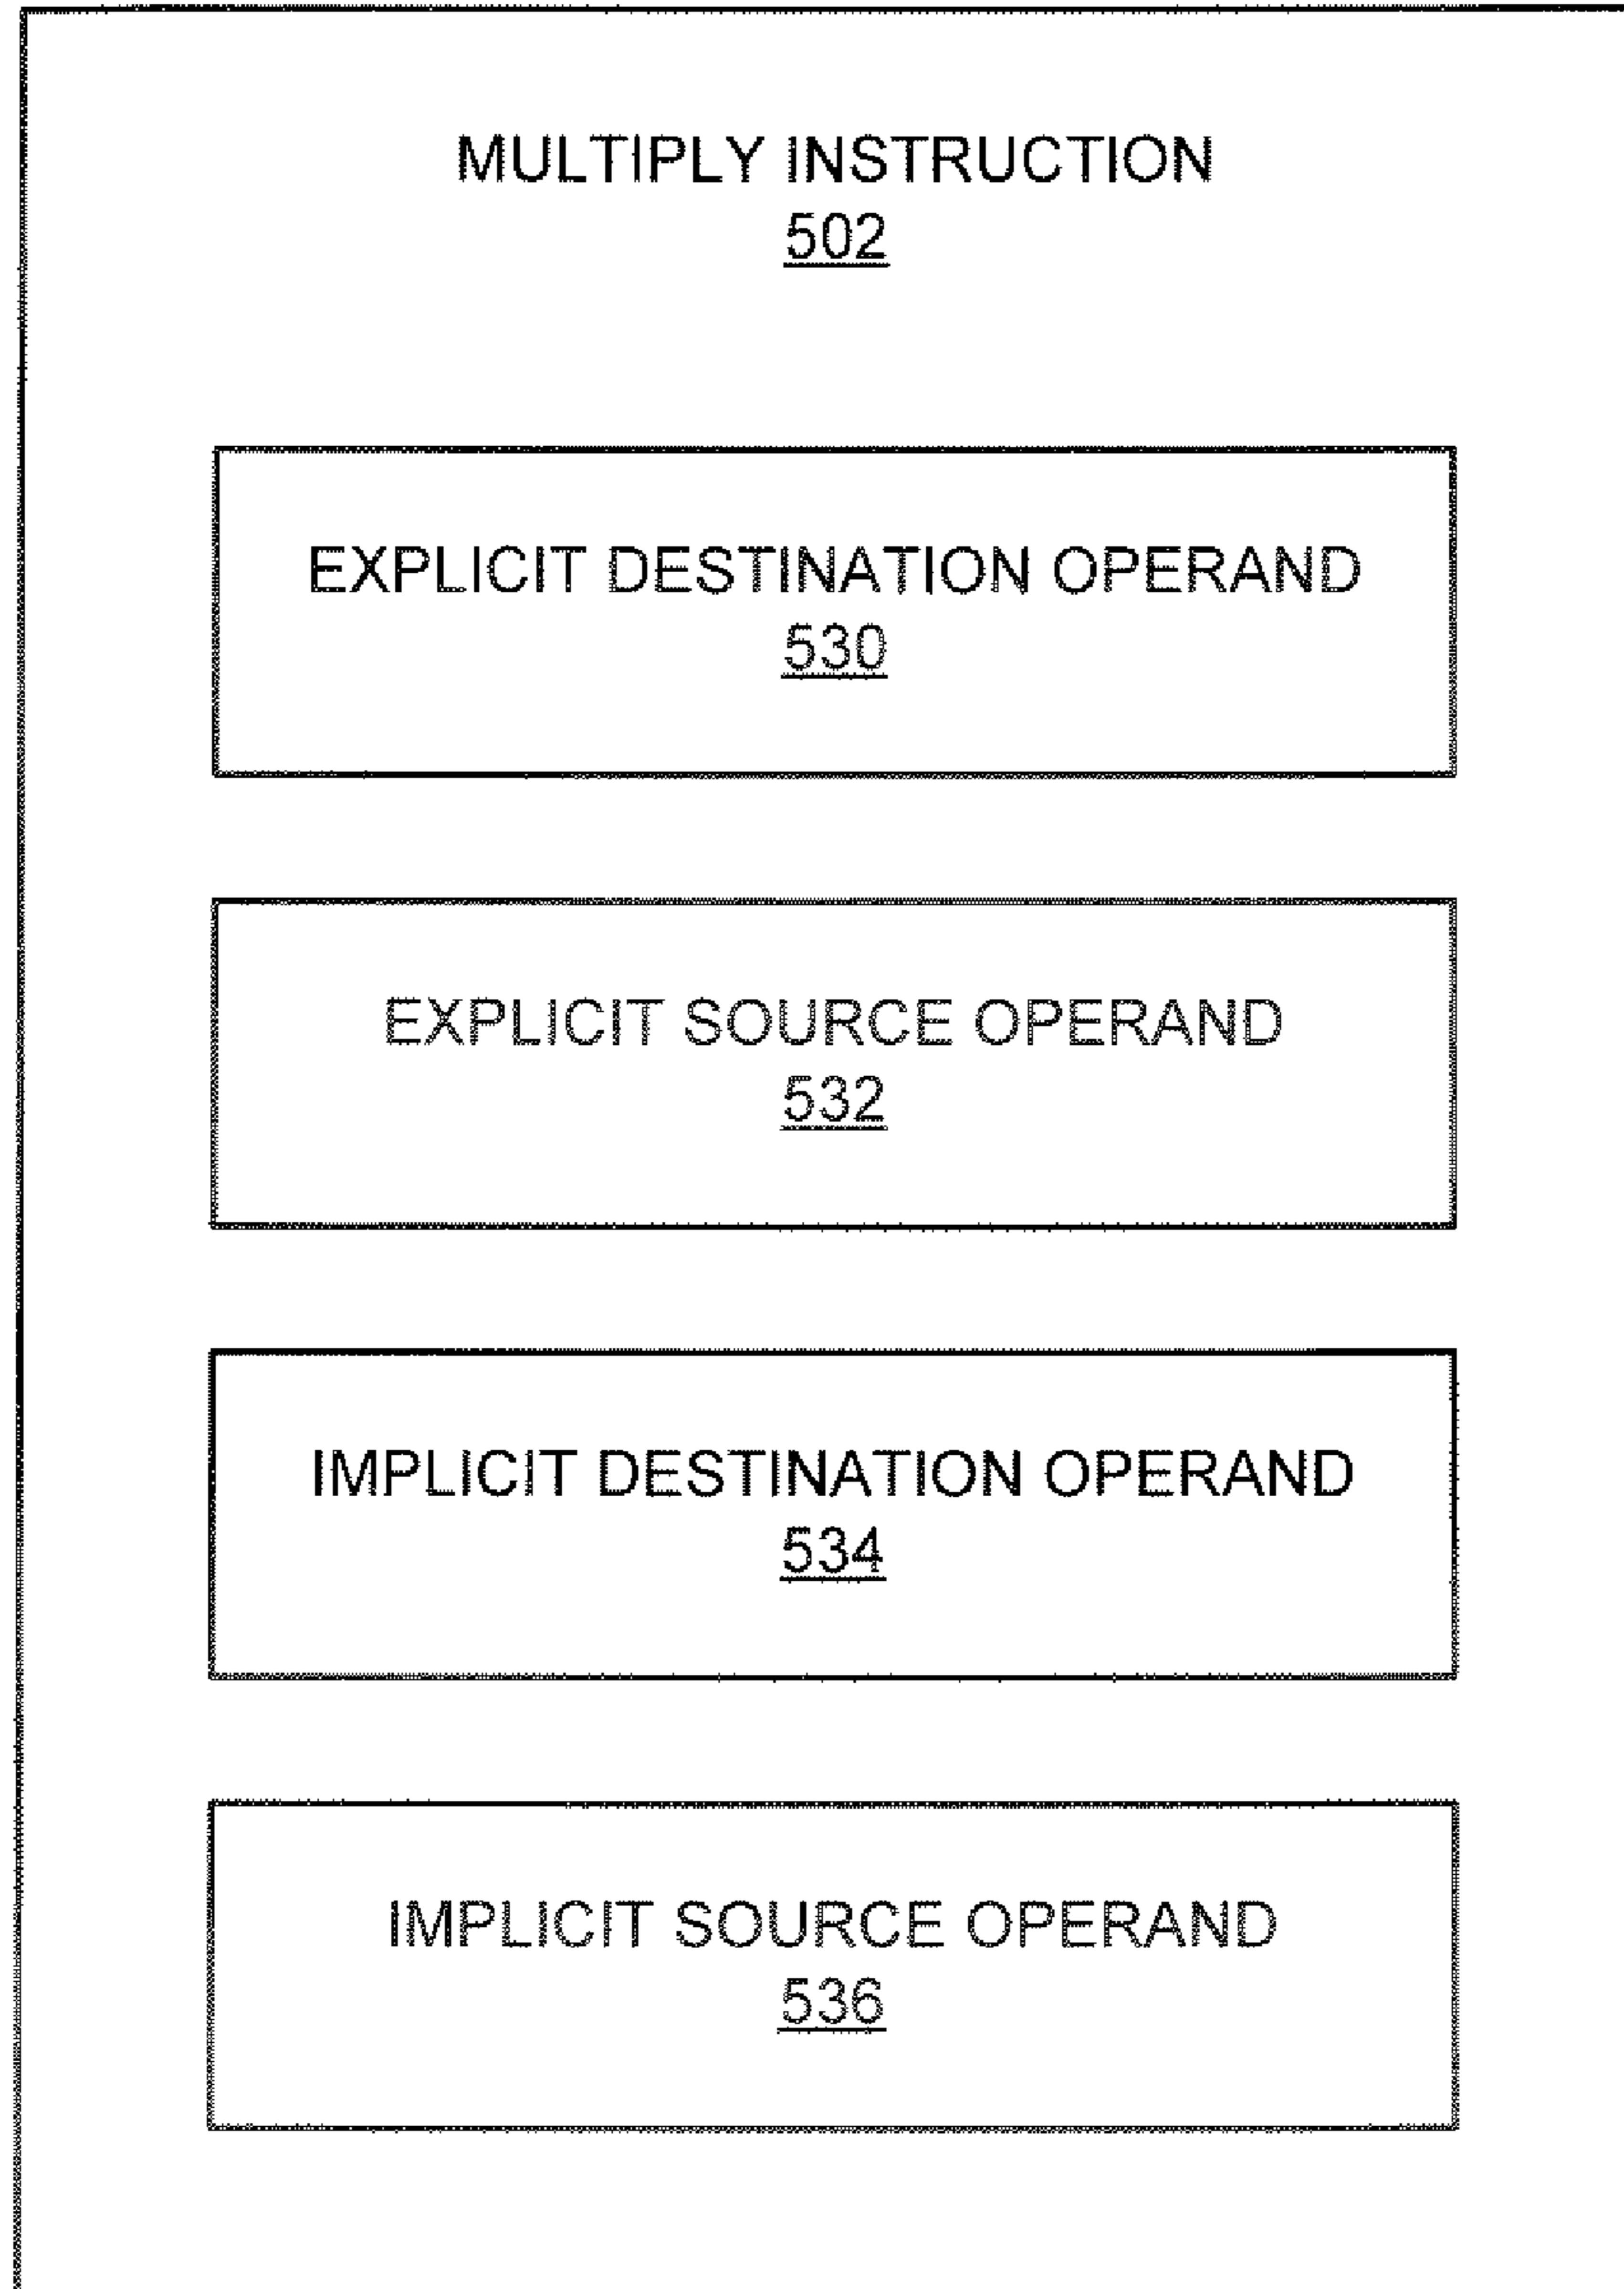 MULTIPLY INSTRUCTION
502
EXPLICIT DESTINATION OPERAND
530
EXPLICIT SOURCE OPERAND
532
IMPLICIT DESTINATION OPERAND
534
IMPLICIT SOURCE OPERAND
536